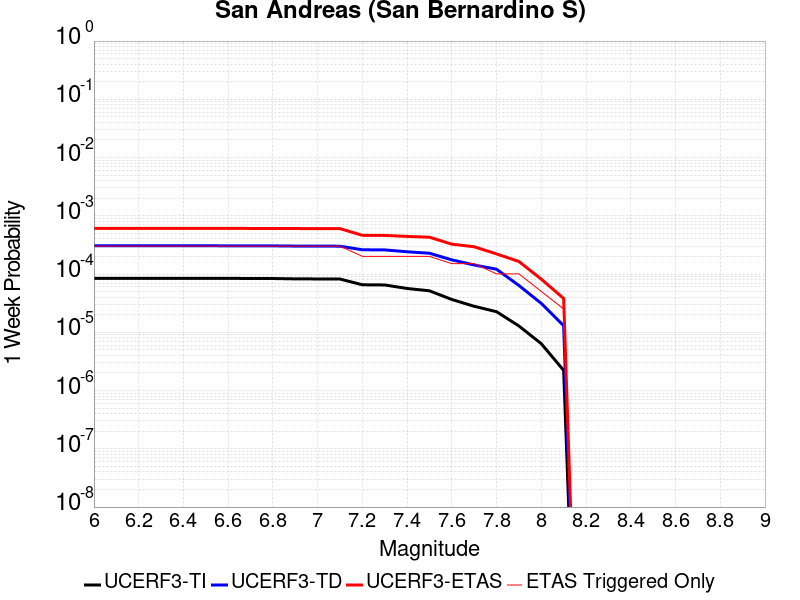 San Andreas (San Bernardino S)
10^0
10^-1
10^-2
10^-3
10^-4
10^-5
10^-6
10^-7
10^-8
1 Week Probability
6 6.2 6.4 6.6 6.8 7 7.2 7.4 7.6 7.8 8 8.2 8.4 8.6 8.8 9
Magnitude
UCERF3-TI UCERF3-TD UCERF3-ETAS ETAS Triggered Only